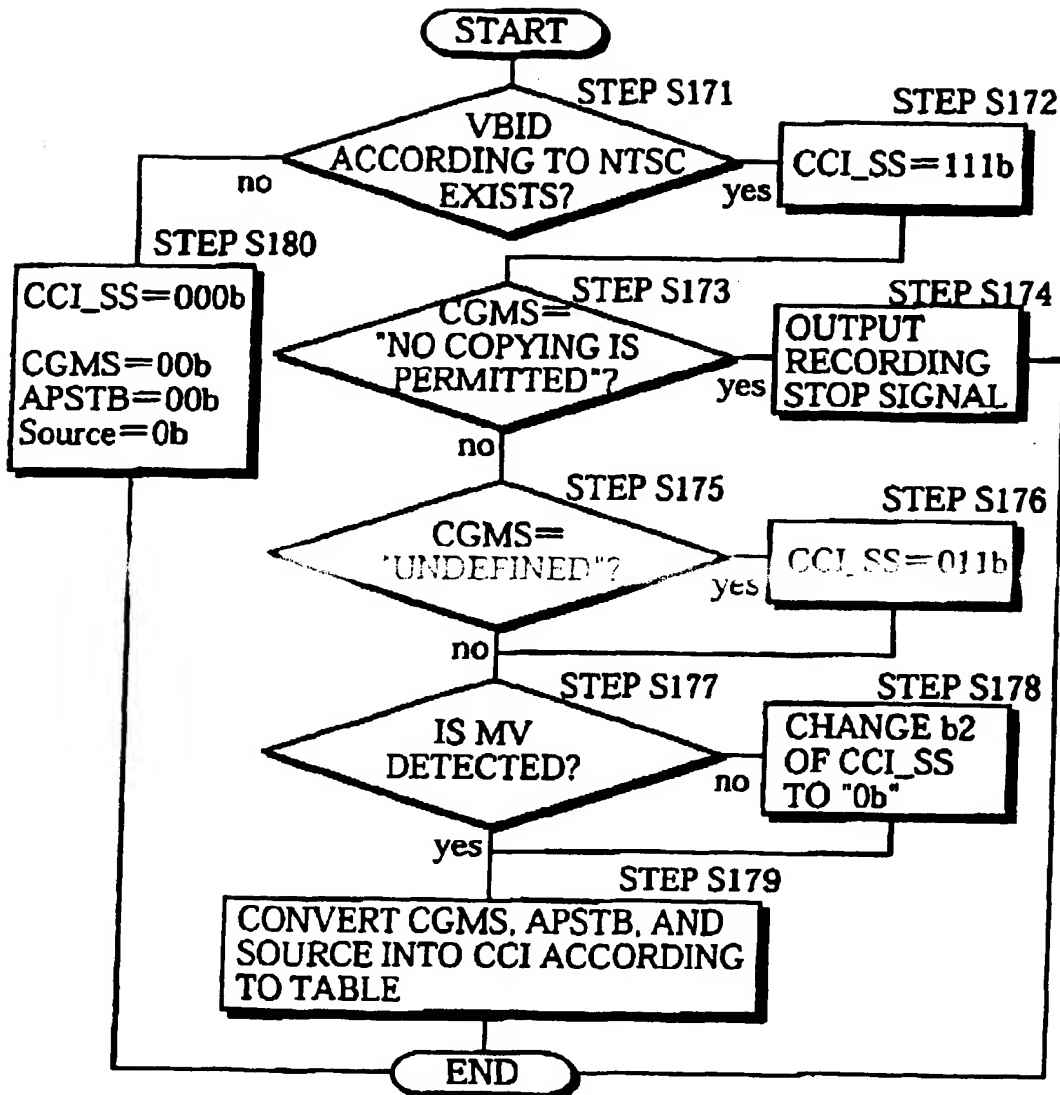 START
STEP S171
VBID
ACCORDING TO NTSC
EXISTS?
no
yes
STEP S172
CCI_SS=111b
STEP S180
CCI_SS=000b
CGMS=00b
APSTB=00b
Source=0b
STEP S173
CGMS=
"NO COPYING IS
PERMITTED"?
yes
no
STEP S174
OUTPUT
RECORDING
STOP SIGNAL
STEP S175
CGMS=
"UNDEFINED"?
yes
no
STEP S176
CCI_SS=011b
STEP S177
IS MV
DETECTED?
no
yes
STEP S178
CHANGE b2
OF CCI_SS
TO "0b"
STEP S179
CONVERT CGMS, APSTB, AND
SOURCE INTO CCI ACCORDING
TO TABLE
END